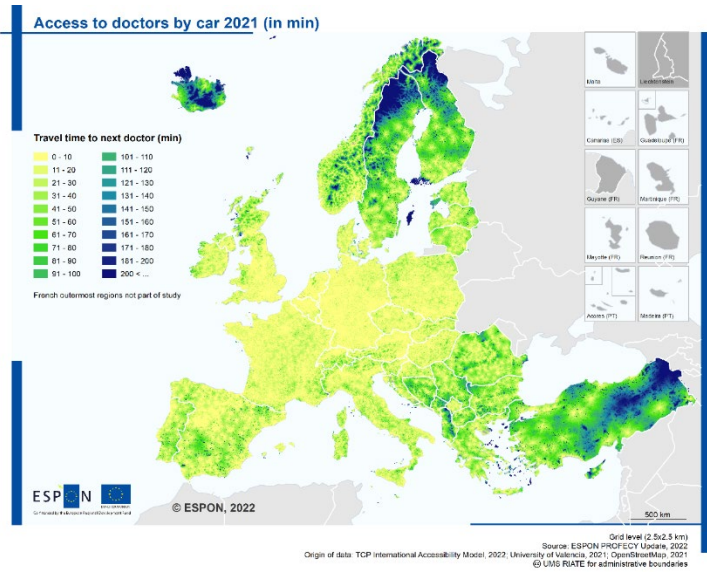 Access to doctors by car 2021 (in min)
Malta
Liechtenstein
Canarias (ES)
Guadeloupe (FR)
Guyane (FR)
Martinique (FR)
Mayotte (FR)
Reunion (FR)
Acores (PT)
Madeira (PT)
Travel time to next doctor (min)
0 - 10
11 - 20
21 - 30
31 - 40
41 - 50
51 - 60
61 - 70
71 - 80
81 - 90
91 - 100
101 - 110
111 - 120
121 - 130
131 - 140
141 - 150
151 - 160
161 - 170
171 - 180
181 - 200
200 < ...
French outermost regions not part of study
ESPON
© ESPON, 2022
500 km
Grid level (2.5x2.5 km)
Source: ESPON PROFECY Update, 2022
Origin of data: TCP International Accessibility Model, 2022; University of Valencia, 2021; OpenStreetMap, 2021
© UMS RIATE for administrative boundaries